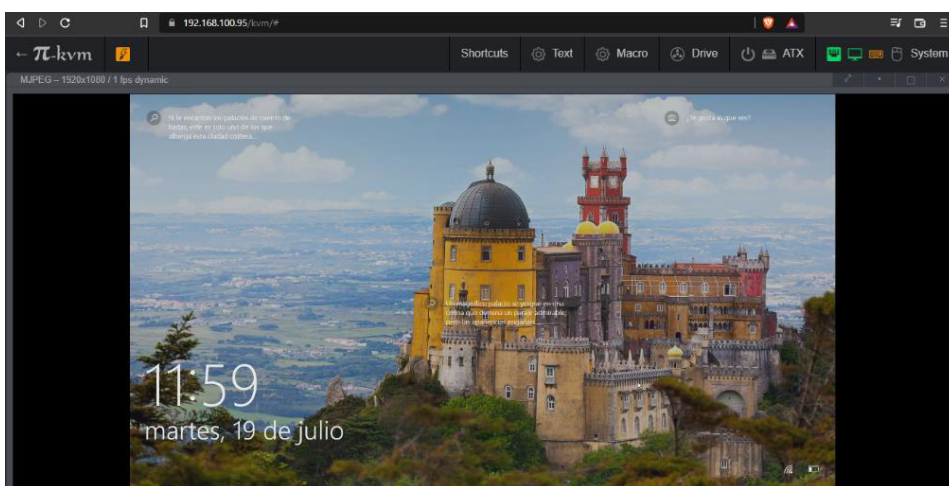 192.168.100.95/kvm/#
← π-kvm
Shortcuts
Text
Macro
Drive
ATX
System
MJPEG – 1920x1080 / 1 fps dynamic
Si te encantan los palacios de cuento de
hadas, este es solo uno de los que
alberga esta ciudad costera...
¿Te gusta lo que ves?
Un magnífico palacio se yergue en una
colina que domina un paraje admirable,
pero las apariencias engañan...
11:59
martes, 19 de julio